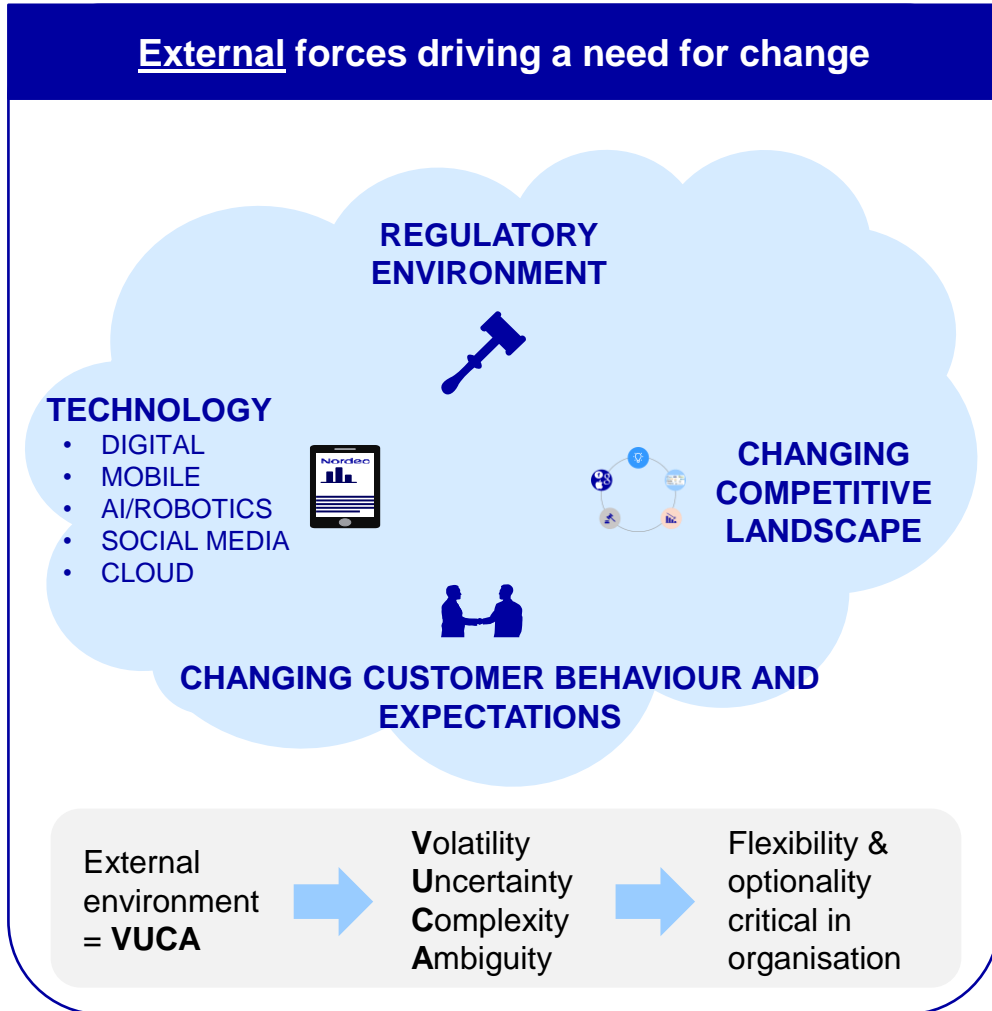 External forces driving a need for change
REGULATORY
ENVIRONMENT
TECHNOLOGY
• DIGITAL
• MOBILE
• AI/ROBOTICS
• SOCIAL MEDIA
• CLOUD
Nordec
CHANGING
COMPETITIVE
LANDSCAPE
CHANGING CUSTOMER BEHAVIOUR AND
EXPECTATIONS
External
environment
= VUCA
Volatility
Uncertainty
Complexity
Ambiguity
Flexibility &
optionality
critical in
organisation